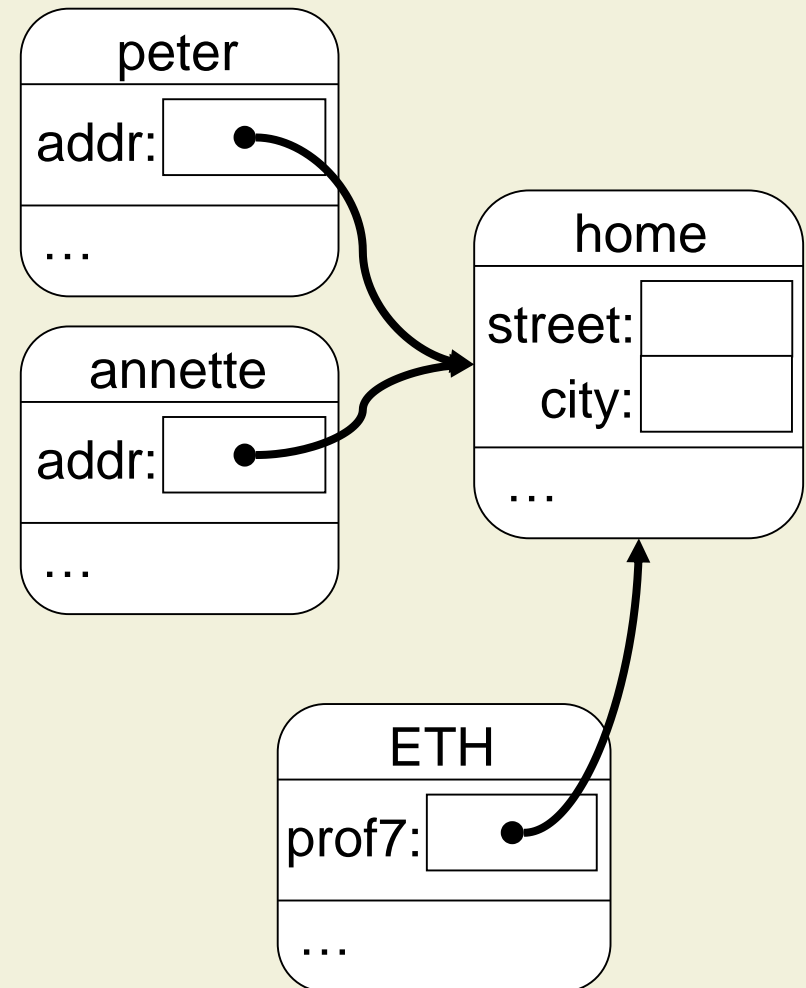 peter
addr:
…
annette
addr:
…
home
street:
city:
…
ETH
prof7:
…